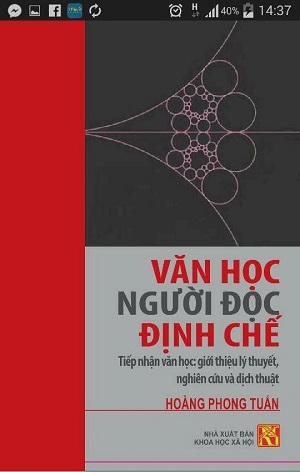 H 40% 14:37
VĂN HỌC
NGƯỜI ĐỌC
ĐỊNH CHẾ
Tiếp nhận văn học: giới thiệu lý thuyết,
nghiên cứu và dịch thuật
HOÀNG PHONG TUẤN
NHÀ XUẤT BẢN
KHOA HỌC XÃ HỘI